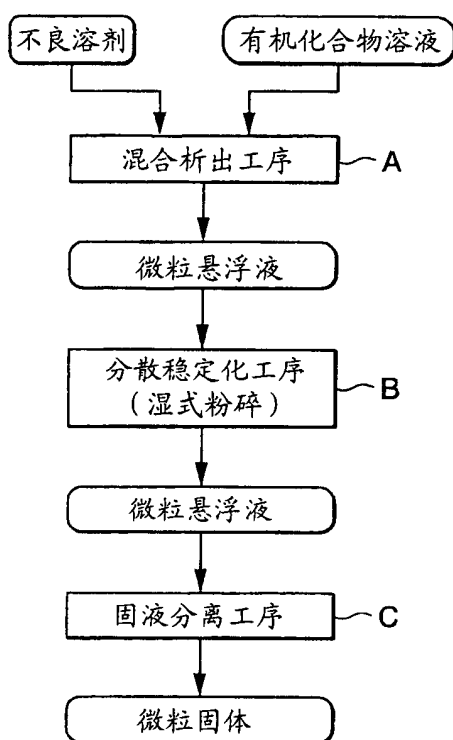 不良溶剂
有机化合物溶液
混合析出工序
A
微粒悬浮液
分散稳定化工序
(湿式粉碎)
B
微粒悬浮液
固液分离工序
C
微粒固体